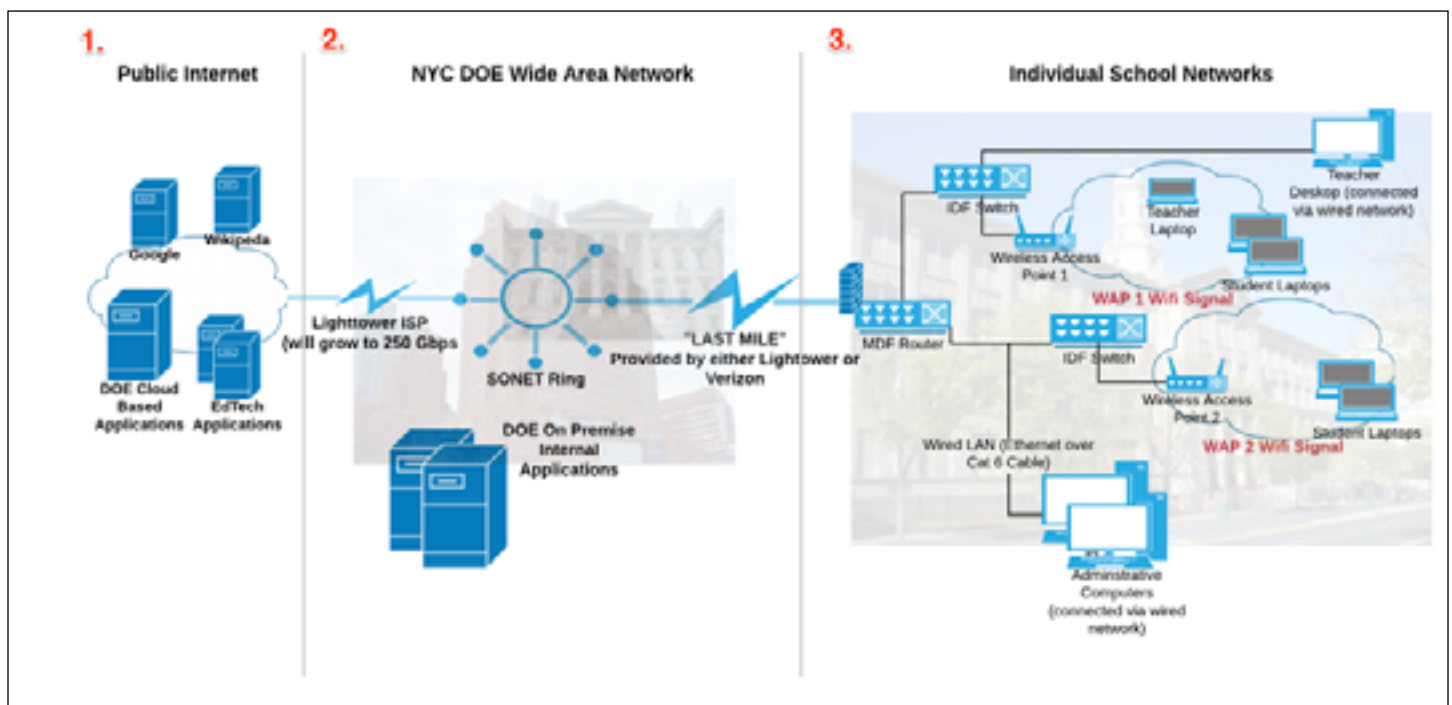 1.
Public Internet
Google
Wikipeda
DOE Cloud
Based
Applications
EdTech
Applications
Lighttower ISP
(will grow to 250 Gbps
2.
NYC DOE Wide Area Network
SONET Ring
DOE On Premise
Internal
Applications
"LAST MILE"
Provided by either Lightower or
Verizon
3.
Individual School Networks
MDF Router
IDF Switch
Wireless Access
Point 1
Teacher
Laptop
Student Laptops
WAP 1 Wifi Signal
Teacher
Deskop (connected
via wired network)
IDF Switch
Wireless Access
Point 2
Student Laptops
WAP 2 Wifi Signal
Wired LAN (Ethernet over
Cat 6 Cable)
Adminstrative
Computers
(connected via wired
network)